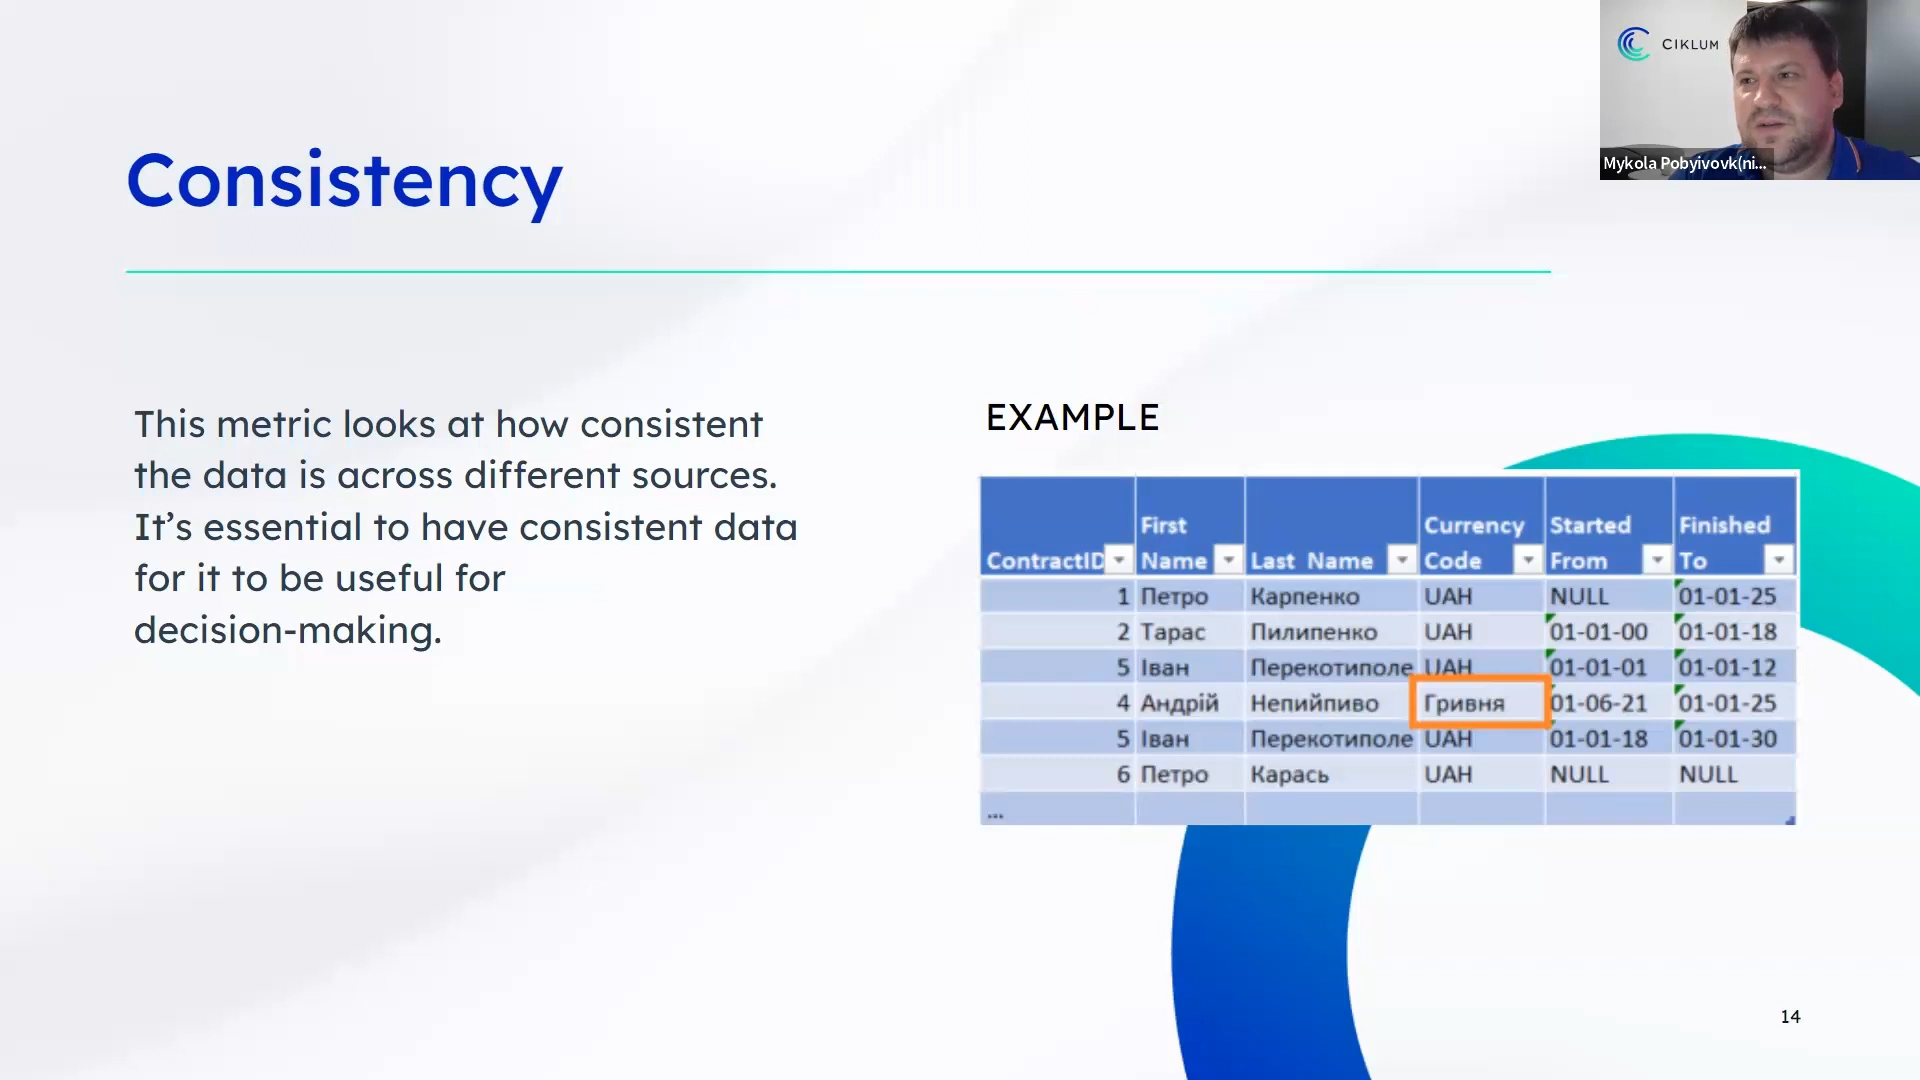 CIKLUM
Mykola Pobyivovk(ni...
Consistency
This metric looks at how consistent
the data is across different sources.
It’s essential to have consistent data
for it to be useful for
decision-making.
EXAMPLE
ContractID First Name Last Name Currency Code Started From Finished To
1 Петро Карпенко UAH NULL 01-01-25
2 Тарас Пилипенко UAH 01-01-00 01-01-18
5 Іван Перекотиполе UAH 01-01-01 01-01-12
4 Андрій Непийпиво Гривня 01-06-21 01-01-25
5 Іван Перекотиполе UAH 01-01-18 01-01-30
6 Петро Карась UAH NULL NULL
...
14